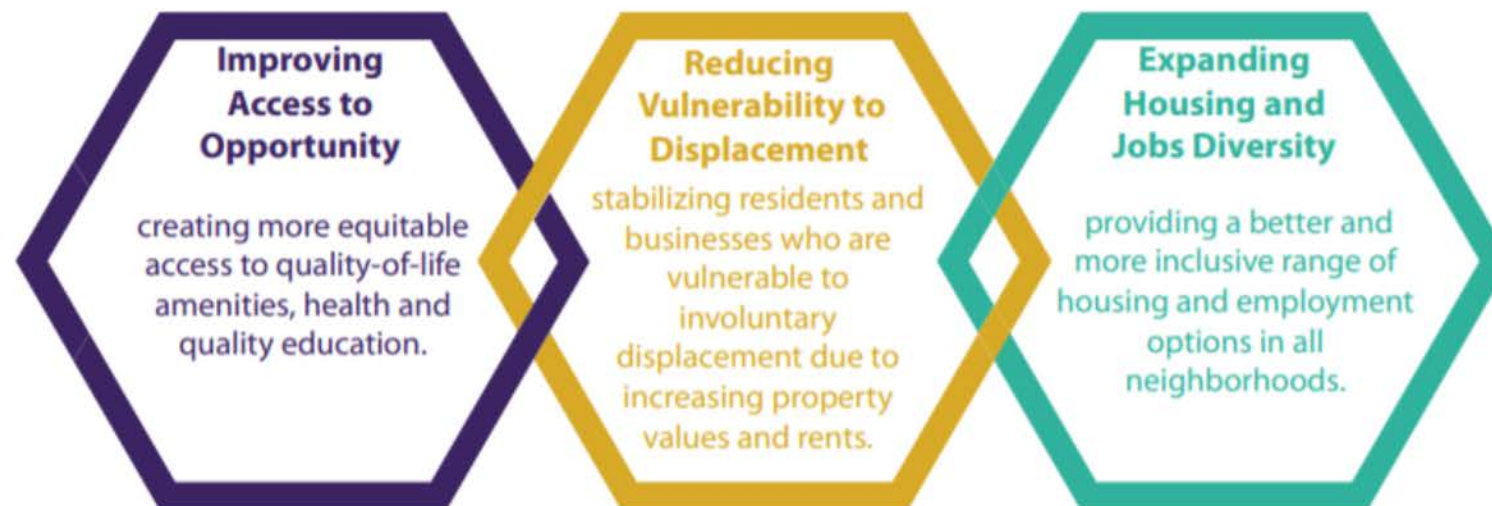 Improving
Access to
Opportunity
creating more equitable
access to quality-of-life
amenities, health and
quality education.
Reducing
Vulnerability to
Displacement
stabilizing residents and
businesses who are
vulnerable to
involuntary
displacement due to
increasing property
values and rents.
Expanding
Housing and
Jobs Diversity
providing a better and
more inclusive range of
housing and employment
options in all
neighborhoods.